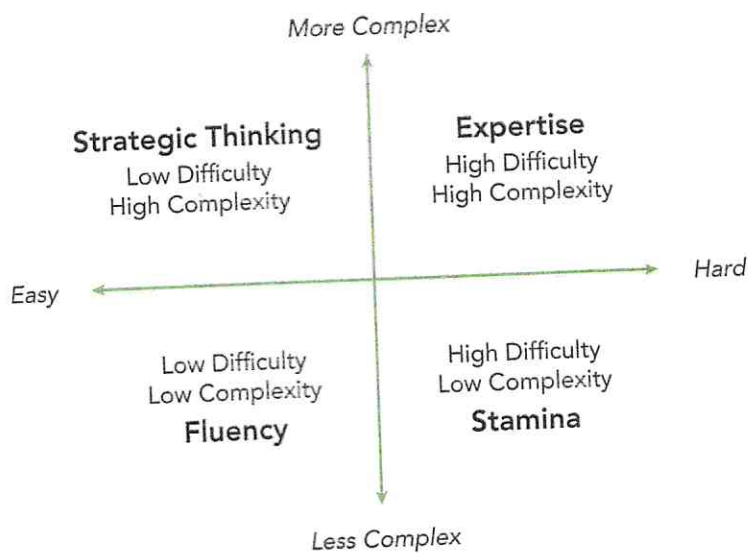 More Complex
Strategic Thinking
Low Difficulty
High Complexity
Expertise
High Difficulty
High Complexity
Easy
Hard
Low Difficulty
Low Complexity
Fluency
High Difficulty
Low Complexity
Stamina
Less Complex